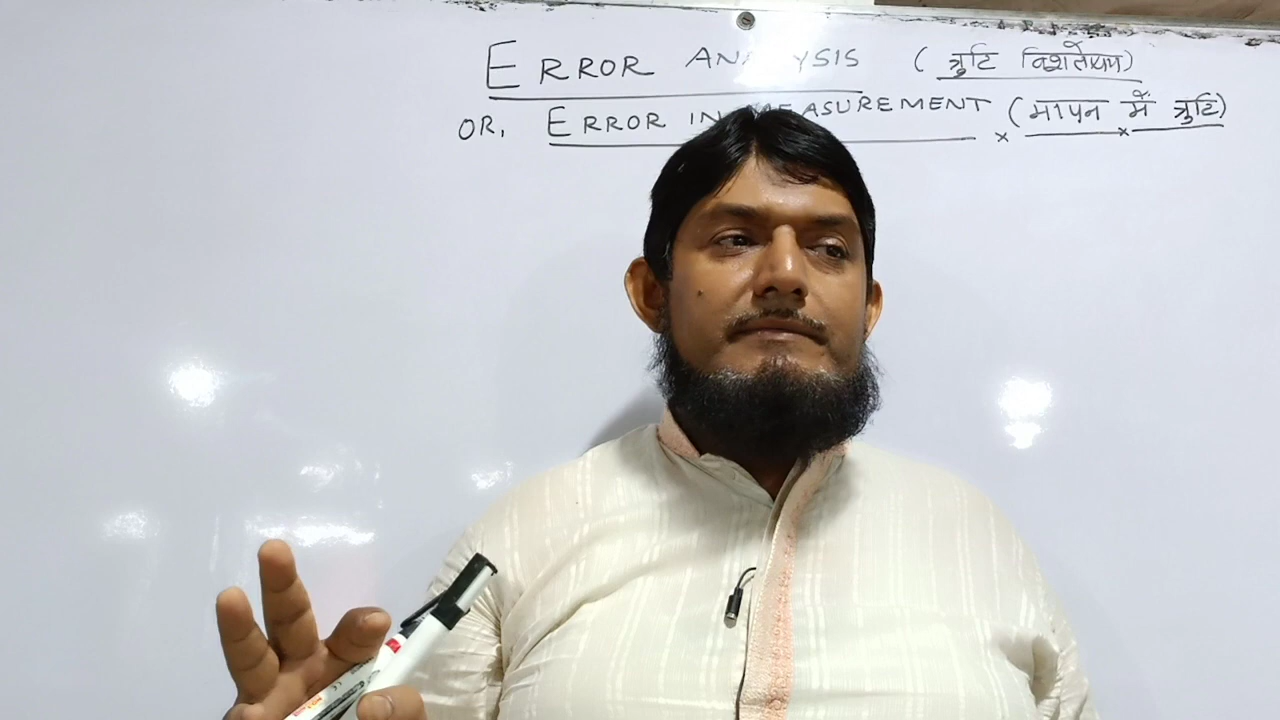 ERROR ANALYSIS (त्रुटि विश्लेषण)
OR, ERROR IN MEASUREMENT (मापन में त्रुटि)